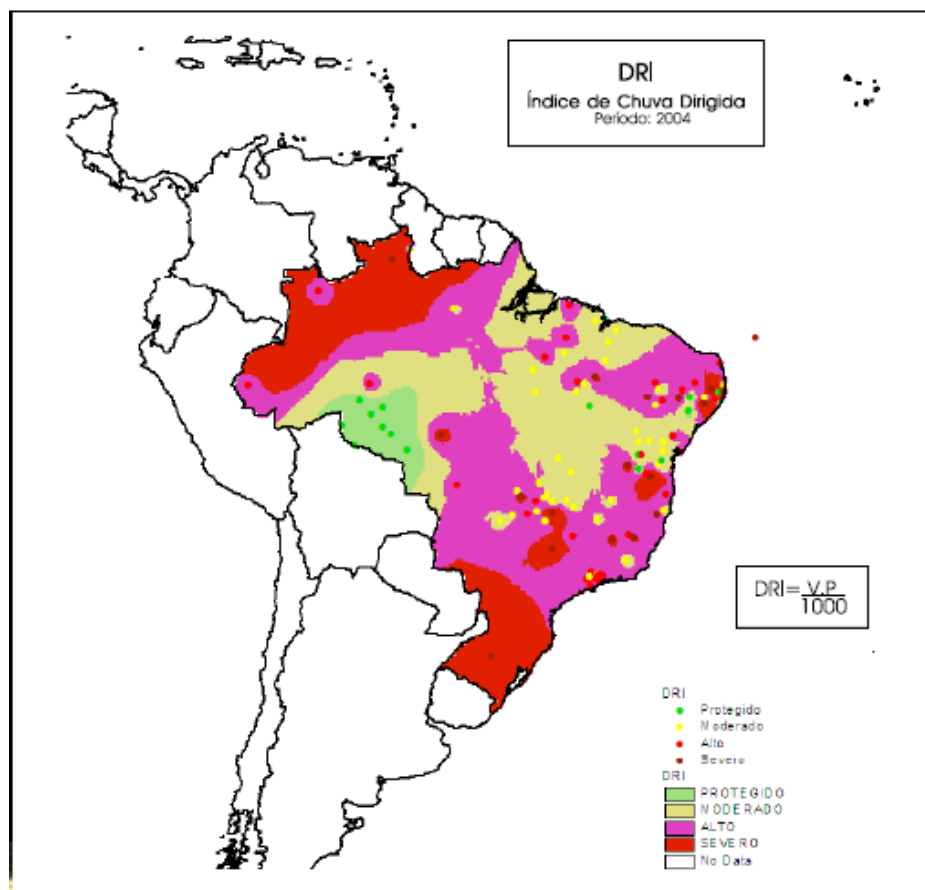 DRI
Índice de Chuva Dirigida
Período: 2004
DRI=V.P
1000
DRI
Protegido
Moderado
Alto
Severo
DRI
PROTEGIDO
MODERADO
ALTO
SEVERO
No Data